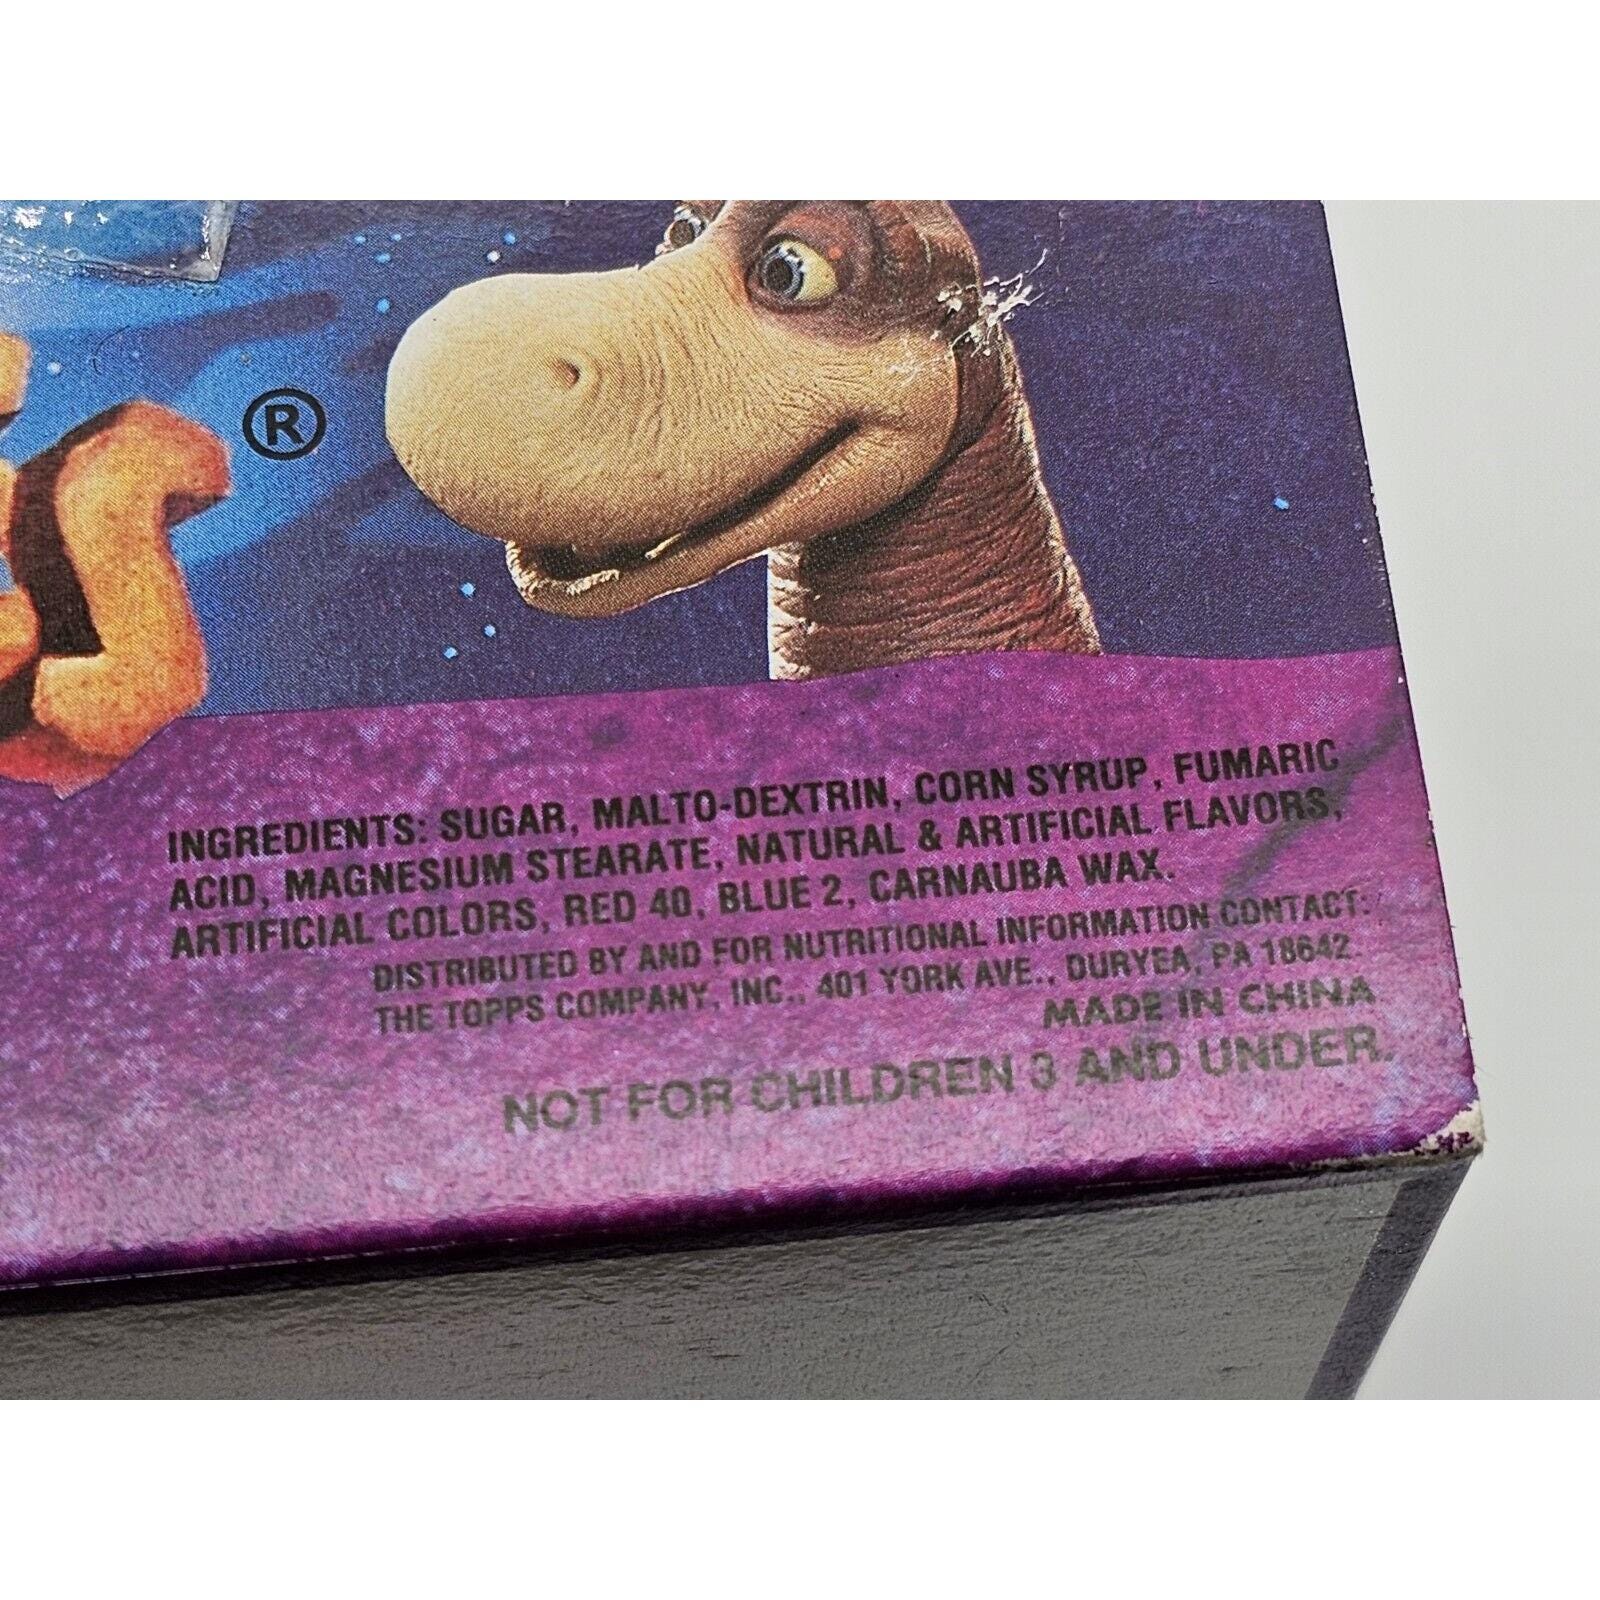 ®
INGREDIENTS: SUGAR, MALTO-DEXTRIN, CORN SYRUP, FUMARIC
ACID, MAGNESIUM STEARATE, NATURAL & ARTIFICIAL FLAVORS,
ARTIFICIAL COLORS, RED 40, BLUE 2, CARNAUBA WAX.
DISTRIBUTED BY AND FOR NUTRITIONAL INFORMATION CONTACT:
THE TOPPS COMPANY, INC., 401 YORK AVE., DURYEA, PA 18642.
MADE IN CHINA
NOT FOR CHILDREN 3 AND UNDER.